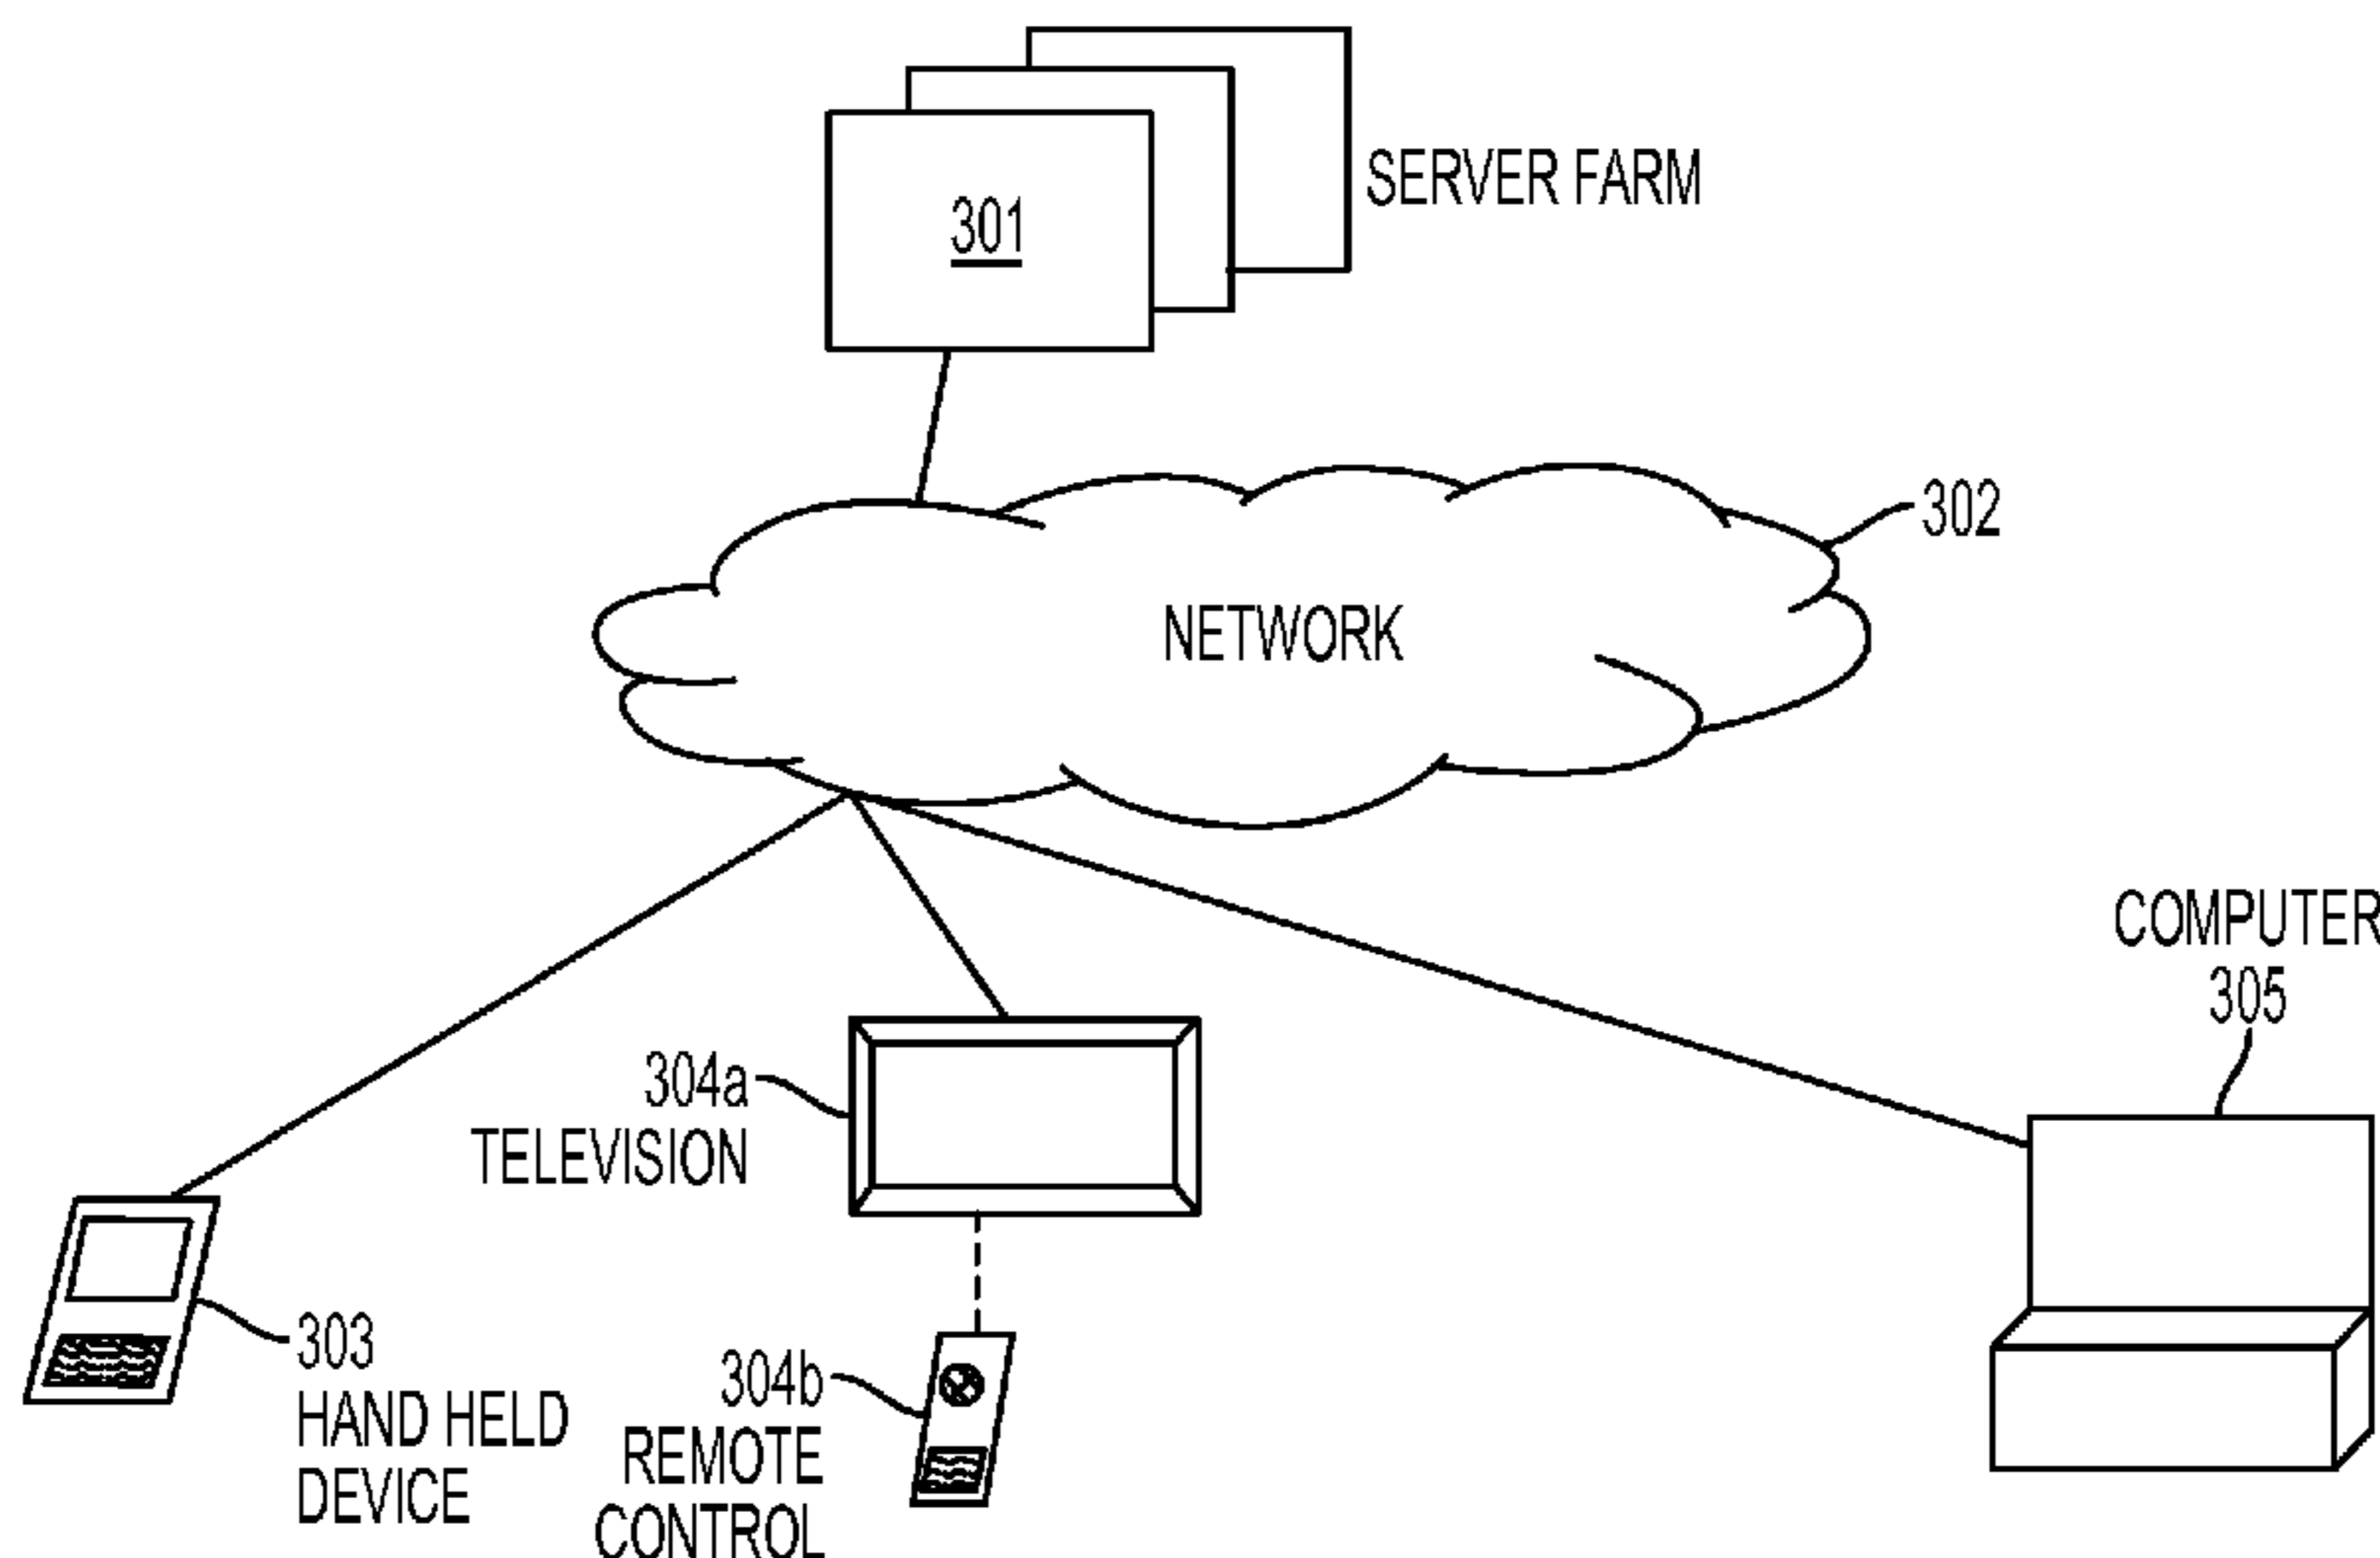 301
SERVER FARM
302
NETWORK
COMPUTER
305
304a
TELEVISION
303
HAND HELD
DEVICE
304b
REMOTE
CONTROL